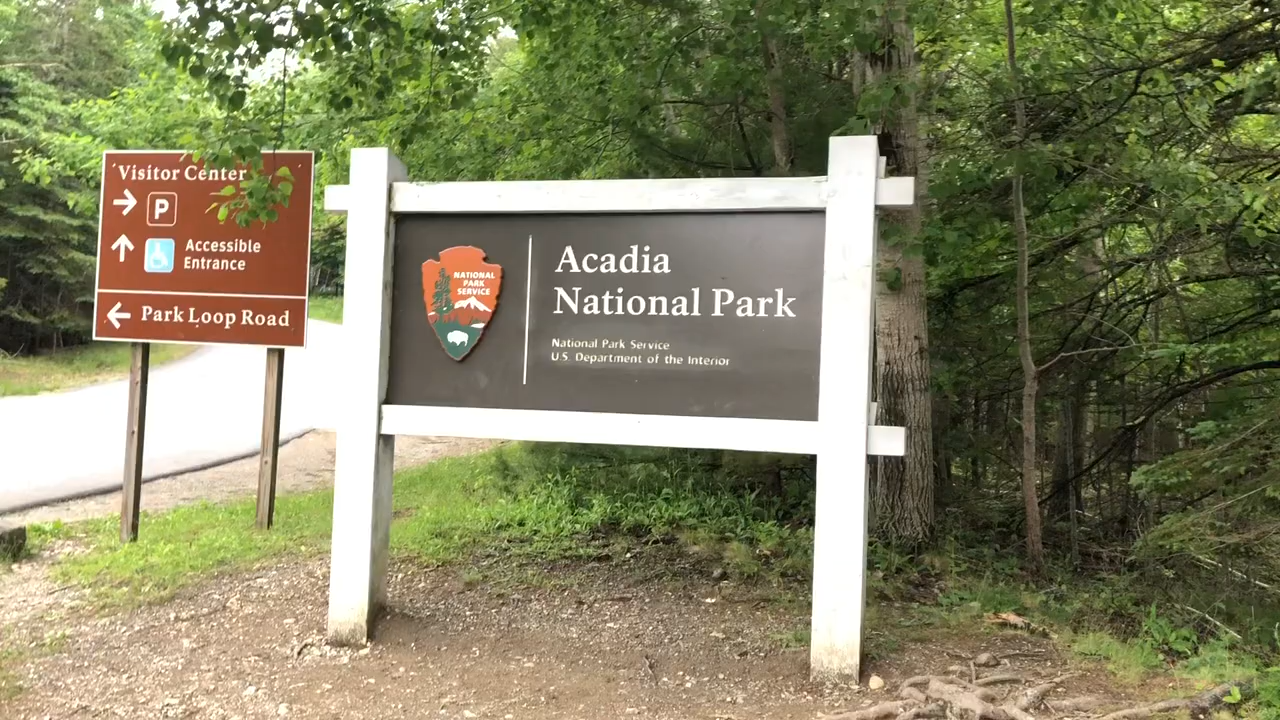 Visitor Center
P
Accessible
Entrance
Park Loop Road
NATIONAL
PARK
SERVICE
Acadia
National Park
National Park Service
U.S. Department of the Interior